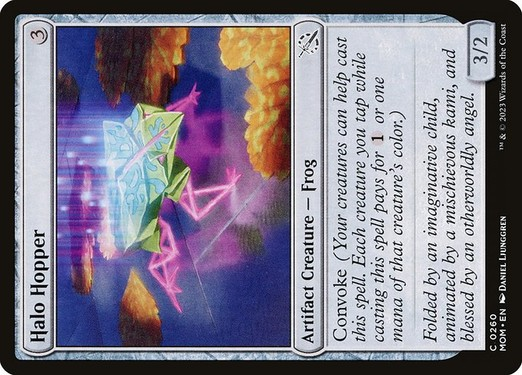 Halo Hopper 3
Artifact Creature — Frog
Convoke (Your creatures can help cast
this spell. Each creature you tap while
casting this spell pays for 1 or one
mana of that creature's color.)
Folded by an imaginative child,
animated by a mischievous kami, and
blessed by an otherworldly angel.
3/2
C 0260
MOM • EN DANIEL LJUNGGREN
™ & © 2023 Wizards of the Coast